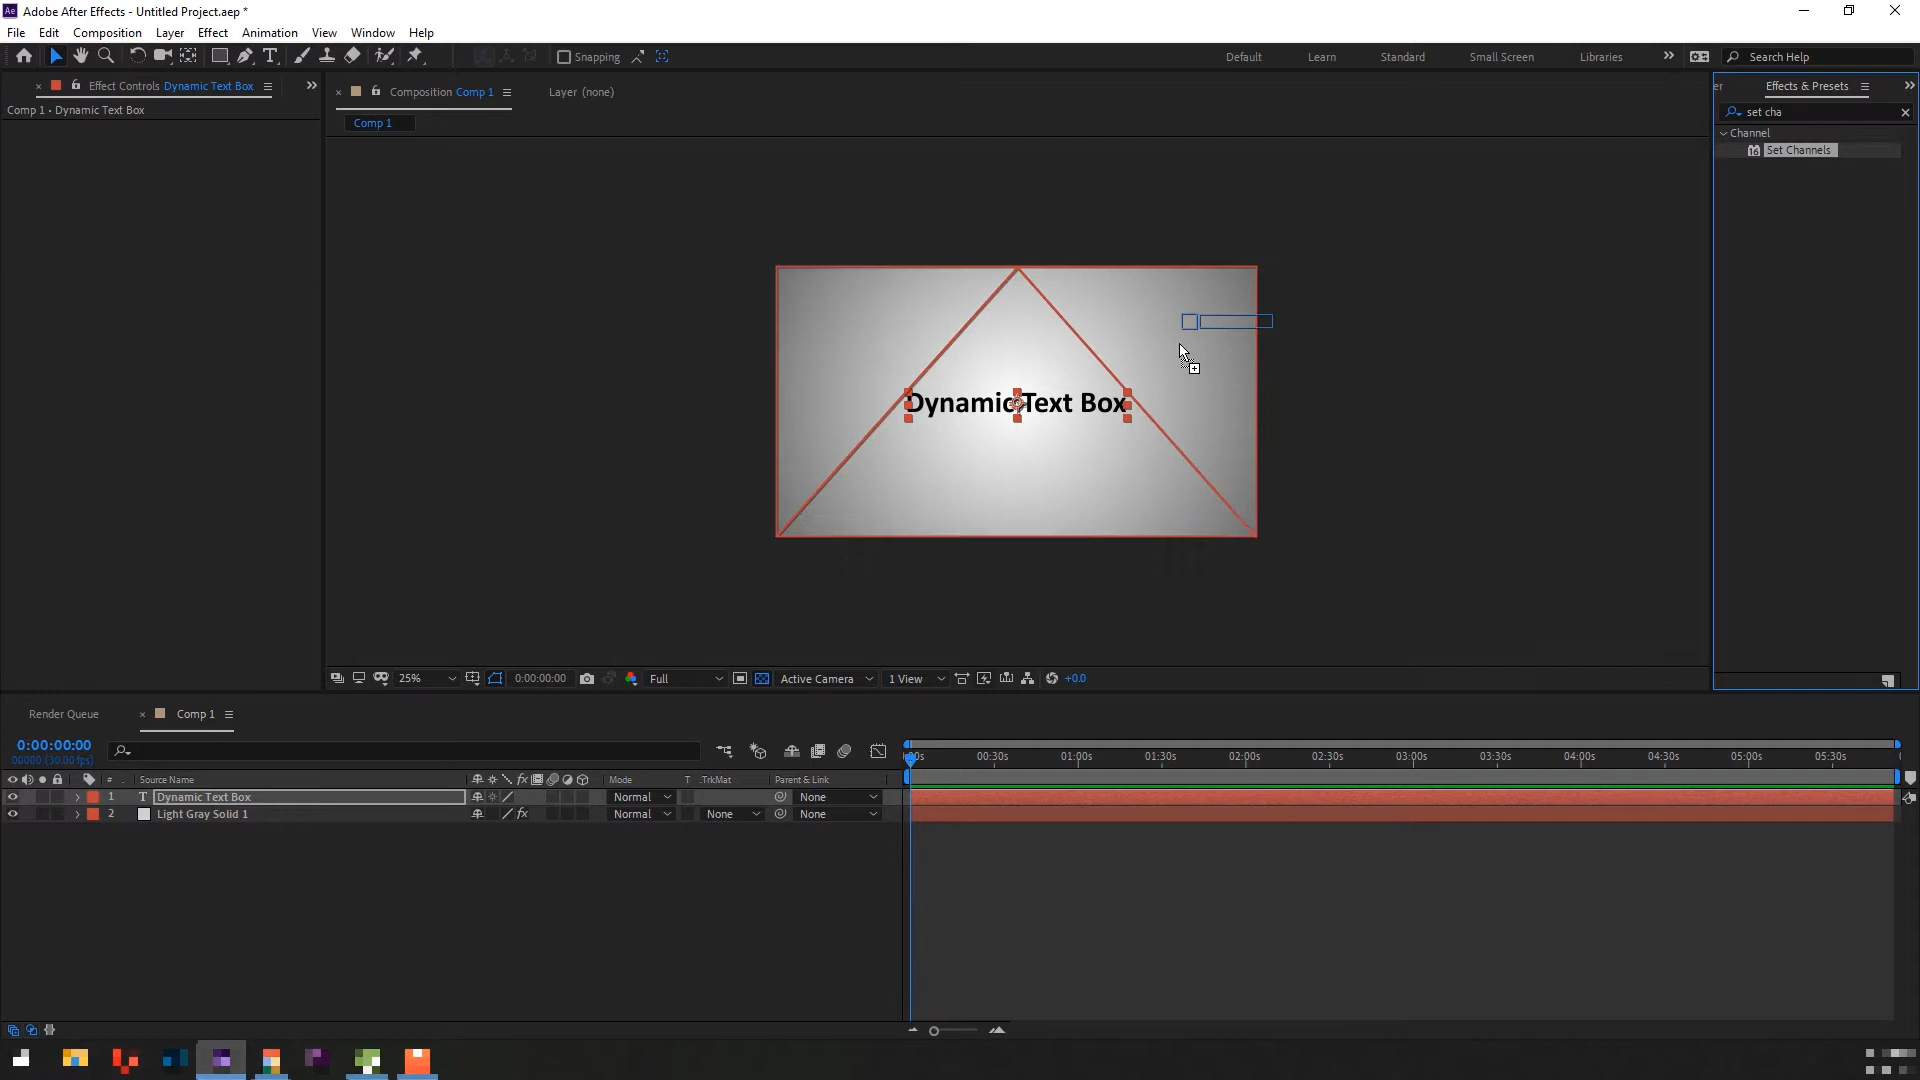 Adobe After Effects - Untitled Project.aep *
File Edit Composition Layer Effect Animation View Window Help
Snapping
Default Learn Standard Small Screen Libraries Search Help
Effect Controls Dynamic Text Box
Composition Comp 1
Layer (none)
er
Effects & Presets
Comp 1 • Dynamic Text Box
Comp 1
set cha
Channel
16 Set Channels
Dynamic Text Box
25%
0:00:00:00
Full
Active Camera
1 View
+0.0
Render Queue
Comp 1
0:00:00:00
00000 (30.00 fps)
00s 00:30s 01:00s 01:30s 02:00s 02:30s 03:00s 03:30s 04:00s 04:30s 05:00s 05:30s
# . Source Name fx Mode T .TrkMat Parent & Link
1 T Dynamic Text Box Normal None
2 Light Gray Solid 1 fx Normal None None